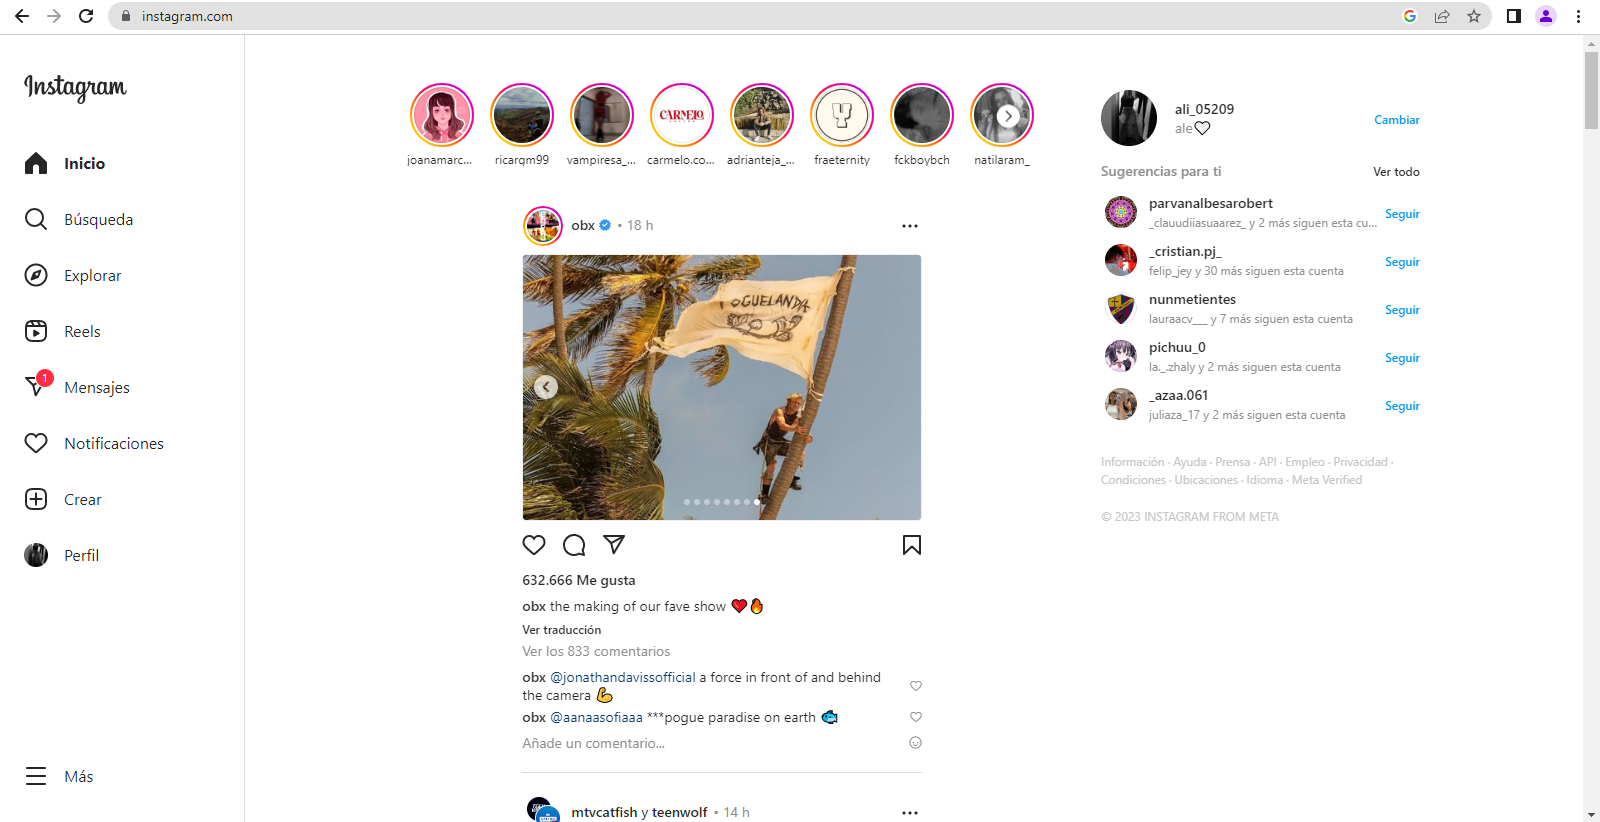 instagram.com
Instagram
Inicio
Búsqueda
Explorar
Reels
1
Mensajes
Notificaciones
Crear
Perfil
Más
CARMELO
joanamarc...
ricarqm99
vampiresa_...
carmelo.co...
adrianteja_...
fraeternity
fckboybch
natilaram_
obx • 18 h
OGUELANDA
632.666 Me gusta
obx the making of our fave show ❤️🔥
Ver traducción
Ver los 833 comentarios
obx @jonathandavissofficial a force in front of and behind
the camera 💪
obx @aanaasofiaaa ***pogue paradise on earth 🐟
Añade un comentario...
mtvcatfish y teenwolf • 14 h
ali_05209
ale♡
Cambiar
Sugerencias para ti
Ver todo
parvanalbesarobert
_clauudiiasuaarez_ y 2 más siguen esta cu...
Seguir
_cristian.pj_
felip_jey y 30 más siguen esta cuenta
Seguir
nunmetientes
lauraacv___ y 7 más siguen esta cuenta
Seguir
pichuu_0
la._.zhaly y 2 más siguen esta cuenta
Seguir
_azaa.061
juliaza_17 y 2 más siguen esta cuenta
Seguir
Información · Ayuda · Prensa · API · Empleo · Privacidad ·
Condiciones · Ubicaciones · Idioma · Meta Verified
© 2023 INSTAGRAM FROM META